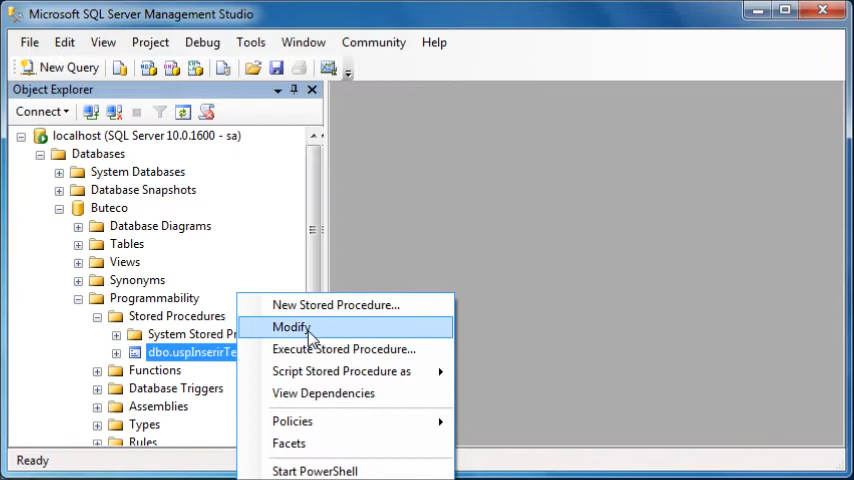 Microsoft SQL Server Management Studio
File Edit View Project Debug Tools Window Community Help
New Query
Object Explorer
Connect
localhost (SQL Server 10.0.1600 - sa)
Databases
System Databases
Database Snapshots
Buteco
Database Diagrams
Tables
Views
Synonyms
Programmability
Stored Procedures
System Stored Pr
dbo.uspInserirTe
Functions
Database Triggers
Assemblies
Types
Rules
New Stored Procedure...
Modify
Execute Stored Procedure...
Script Stored Procedure as
View Dependencies
Policies
Facets
Start PowerShell
Ready